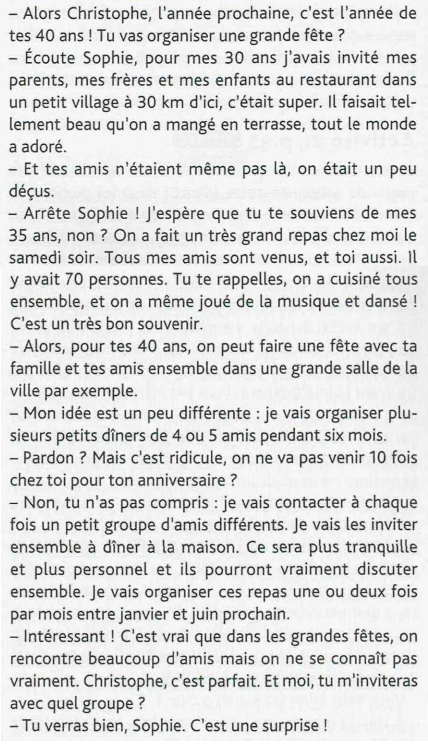 – Alors Christophe, l'année prochaine, c'est l'année de
tes 40 ans ! Tu vas organiser une grande fête ?
– Écoute Sophie, pour mes 30 ans j'avais invité mes
parents, mes frères et mes enfants au restaurant dans
un petit village à 30 km d'ici, c'était super. Il faisait tel-
lement beau qu'on a mangé en terrasse, tout le monde
a adoré.
– Et tes amis n'étaient même pas là, on était un peu
déçus.
– Arrête Sophie ! J'espère que tu te souviens de mes
35 ans, non ? On a fait un très grand repas chez moi le
samedi soir. Tous mes amis sont venus, et toi aussi. Il
y avait 70 personnes. Tu te rappelles, on a cuisiné tous
ensemble, et on a même joué de la musique et dansé !
C'est un très bon souvenir.
– Alors, pour tes 40 ans, on peut faire une fête avec ta
famille et tes amis ensemble dans une grande salle de la
ville par exemple.
– Mon idée est un peu différente : je vais organiser plu-
sieurs petits dîners de 4 ou 5 amis pendant six mois.
– Pardon ? Mais c'est ridicule, on ne va pas venir 10 fois
chez toi pour ton anniversaire ?
– Non, tu n'as pas compris : je vais contacter à chaque
fois un petit groupe d'amis différents. Je vais les inviter
ensemble à dîner à la maison. Ce sera plus tranquille
et plus personnel et ils pourront vraiment discuter
ensemble. Je vais organiser ces repas une ou deux fois
par mois entre janvier et juin prochain.
– Intéressant ! C'est vrai que dans les grandes fêtes, on
rencontre beaucoup d'amis mais on ne se connaît pas
vraiment. Christophe, c'est parfait. Et moi, tu m'inviteras
avec quel groupe ?
– Tu verras bien, Sophie. C'est une surprise !